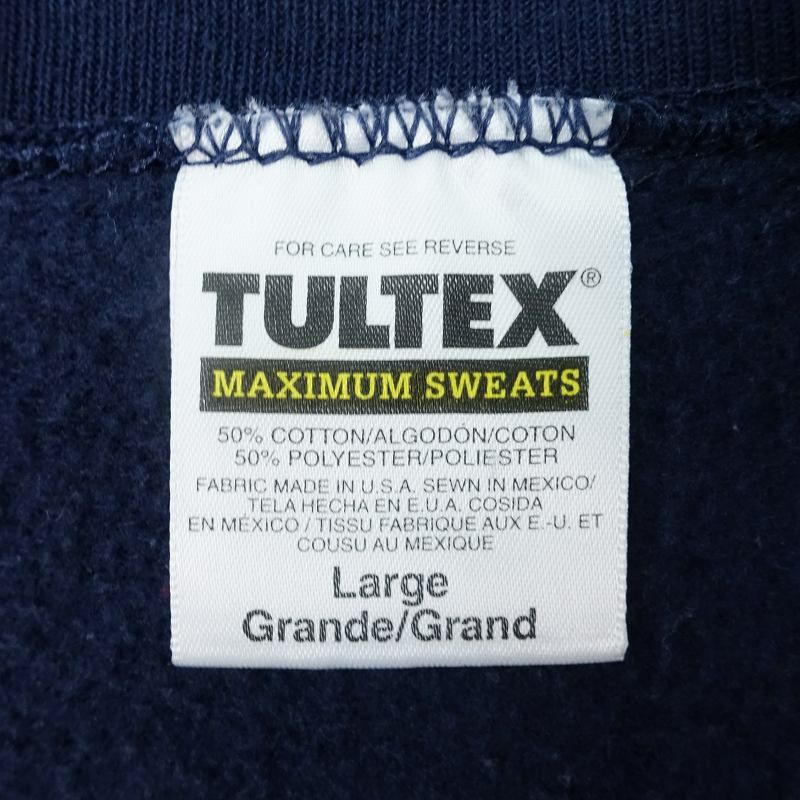 FOR CARE SEE REVERSE
TULTEX®
MAXIMUM SWEATS
50% COTTON/ALGODÓN/COTON
50% POLYESTER/POLIESTER
FABRIC MADE IN U.S.A. SEWN IN MEXICO/
TELA HECHA EN E.U.A. COSIDA
EN MÉXICO / TISSU FABRIQUE AUX E.-U. ET
COUSU AU MEXIQUE
Large
Grande/Grand